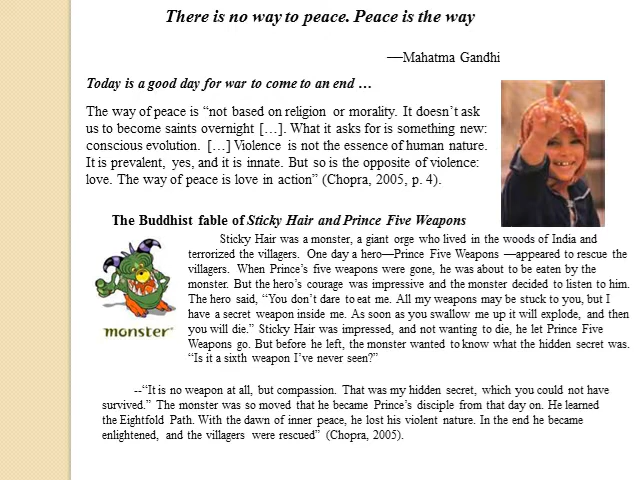 There is no way to peace. Peace is the way
—Mahatma Gandhi
Today is a good day for war to come to an end …
The way of peace is “not based on religion or morality. It doesn’t ask
us to become saints overnight […]. What it asks for is something new:
conscious evolution. […] Violence is not the essence of human nature.
It is prevalent, yes, and it is innate. But so is the opposite of violence:
love. The way of peace is love in action” (Chopra, 2005, p. 4).
The Buddhist fable of Sticky Hair and Prince Five Weapons
Sticky Hair was a monster, a giant orge who lived in the woods of India and
terrorized the villagers. One day a hero—Prince Five Weapons —appeared to rescue the
villagers. When Prince’s five weapons were gone, he was about to be eaten by the
monster. But the hero’s courage was impressive and the monster decided to listen to him.
The hero said, “You don’t dare to eat me. All my weapons may be stuck to you, but I
have a secret weapon inside me. As soon as you swallow me up it will explode, and then
you will die.” Sticky Hair was impressed, and not wanting to die, he let Prince Five
Weapons go. But before he left, the monster wanted to know what the hidden secret was.
“Is it a sixth weapon I’ve never seen?”
monster
--“It is no weapon at all, but compassion. That was my hidden secret, which you could not have
survived.” The monster was so moved that he became Prince’s disciple from that day on. He learned
the Eightfold Path. With the dawn of inner peace, he lost his violent nature. In the end he became
enlightened, and the villagers were rescued” (Chopra, 2005).